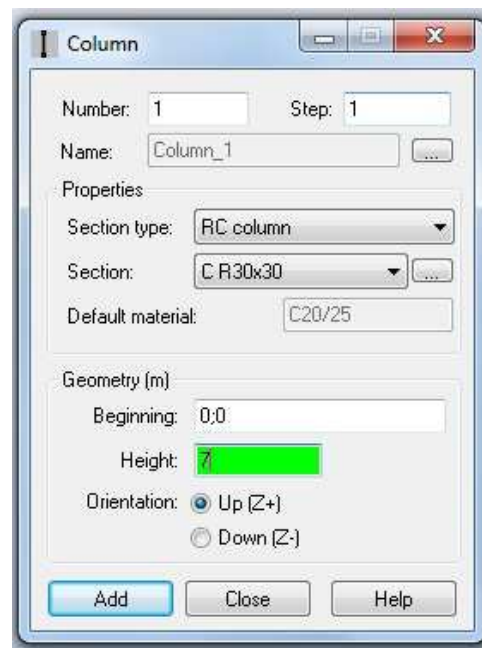 Column
Number: 1 Step: 1
Name: Column_1 ...
Properties
Section type: RC column
Section: C R30x30 ...
Default material: C20/25
Geometry (m)
Beginning: 0;0
Height: 7
Orientation: Up (Z+)
Down (Z-)
Add Close Help